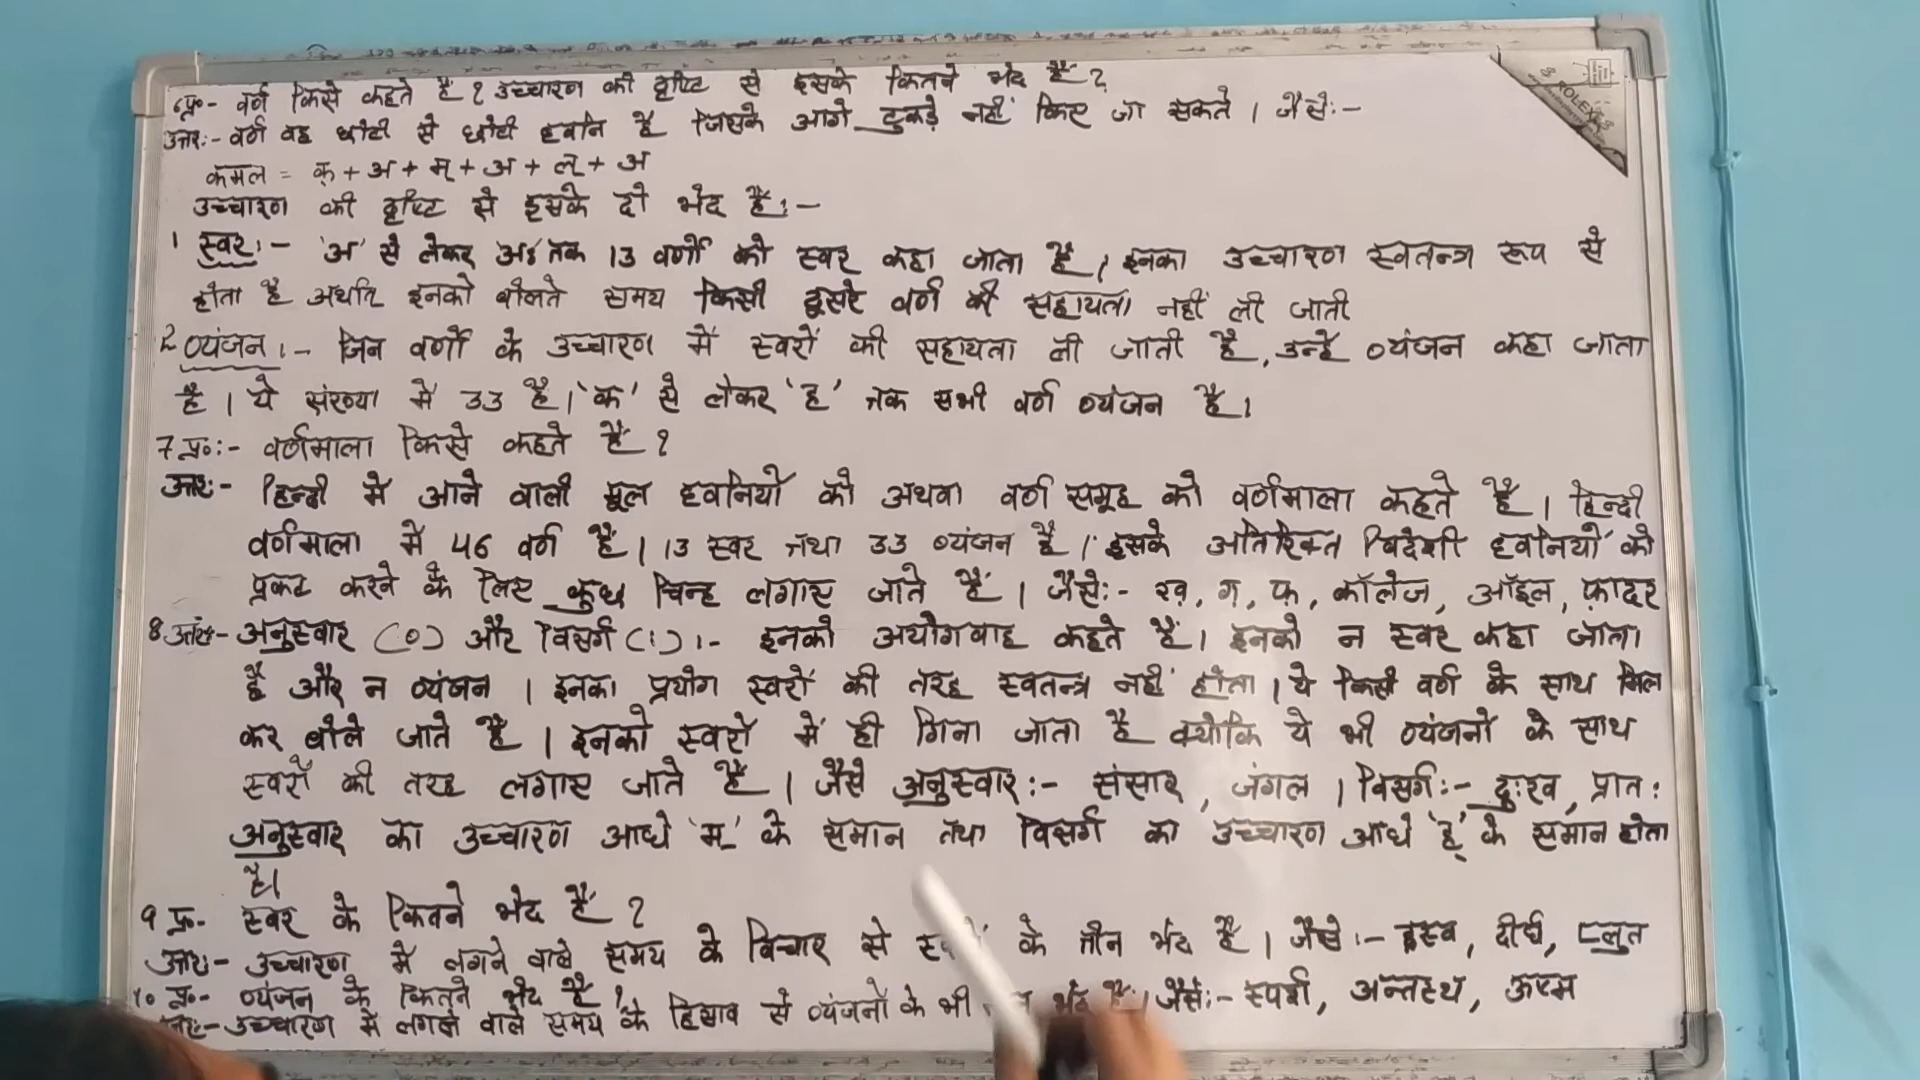 6प्र०- वर्ण किसे कहते हैं ? उच्चारण की दृष्टि से इसके कितने भेद हैं ?
उत्तर:- वर्ण वह छोटी से छोटी ध्वनि है जिसके आगे टुकड़े नहीं किए जा सकते । जैसे:-
कमल = क् + अ + म् + अ + ल् + अ
उच्चारण की दृष्टि से इसके दो भेद हैं:-
1 स्वर:- 'अ' से लेकर 'अः' तक 13 वर्णों को स्वर कहा जाता है । इनका उच्चारण स्वतन्त्र रूप से
होता है अर्थात् इनको बोलते समय किसी दूसरे वर्ण की सहायता नहीं ली जाती
2 व्यंजन:- जिन वर्णों के उच्चारण में स्वरों की सहायता ली जाती है, उन्हें व्यंजन कहा जाता
है । ये संख्या में 33 है । 'क' से लेकर 'ह' तक सभी वर्ण व्यंजन है ।
7 प्र०:- वर्णमाला किसे कहते हैं ?
उत्तर:- हिन्दी में आने वाली मूल ध्वनियों को अथवा वर्ण समूह को वर्णमाला कहते हैं । हिन्दी
वर्णमाला में 46 वर्ण हैं । 13 स्वर तथा 33 व्यंजन है । इसके अतिरिक्त विदेशी ध्वनियों को
प्रकट करने के लिए कुछ चिन्ह लगाए जाते हैं । जैसे:- ख़, ग़, फ़, कॉलेज, ऑइल, फ़ादर
8 उत्तर:- अनुस्वार (०) और विसर्ग (:) :- इनको अयोगवाह कहते हैं । इनको न स्वर कहा जाता
है और न व्यंजन । इनका प्रयोग स्वरों की तरह स्वतन्त्र नहीं होता । ये किसी वर्ण के साथ मिल
कर बोले जाते हैं । इनको स्वरों में ही गिना जाता है क्योंकि ये भी व्यंजनों के साथ
स्वरों की तरह लगाए जाते हैं । जैसे अनुस्वार:- संसार, जंगल । विसर्ग:- दुःख, प्रातः
अनुस्वार का उच्चारण आधे 'म्' के समान तथा विसर्ग का उच्चारण आधे 'ह्' के समान होता
है।
9 प्र०- स्वर के कितने भेद हैं ?
उत्तर:- उच्चारण में लगने वाले समय के विचार से के तीन भेद है । जैसे:- ह्रस्व, दीर्घ, प्लुत
10 प्र०- व्यंजन के कितने भेद हैं ?
उच्चारण में लगने वाले समय के हिसाब से व्यंजनों के भी भेद हैं । जैसे:- स्पर्श, अन्तस्थ, ऊष्म
ROLEX